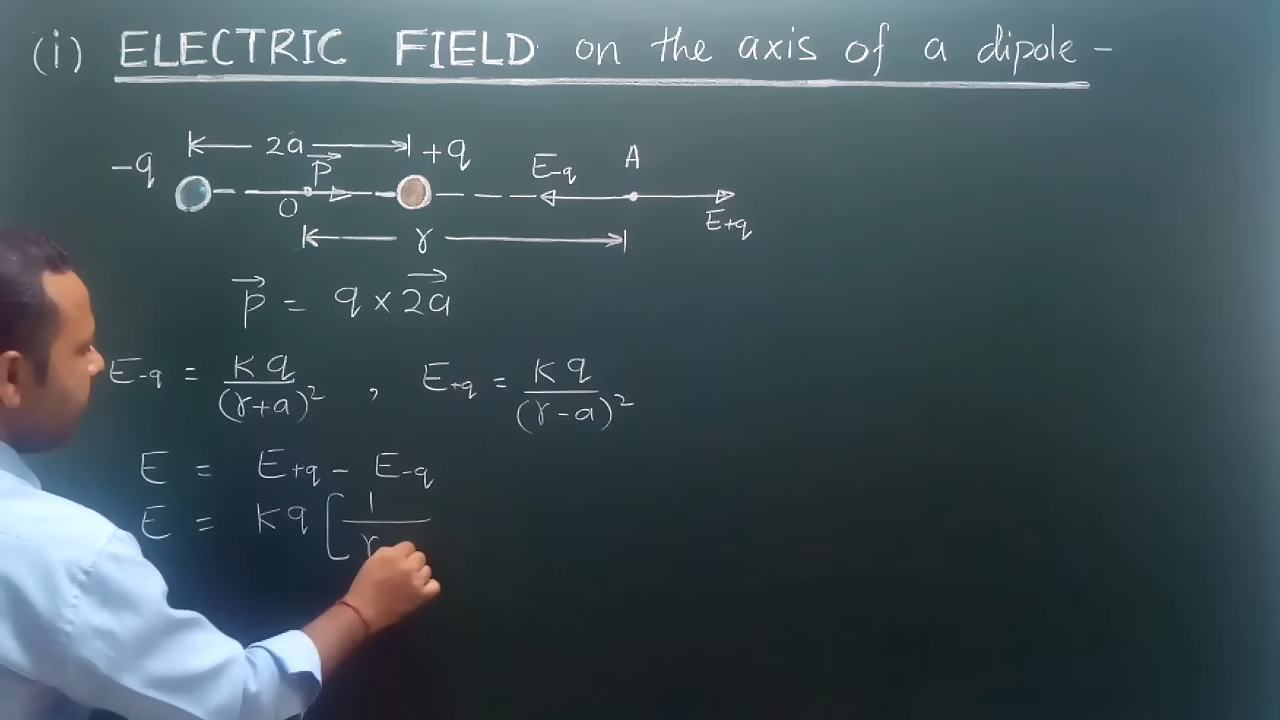 (i) ELECTRIC FIELD on the axis of a dipole -
2a
-q +q
p E-q A
O E+q
r
p = q × 2a
E-q = Kq/(r+a)² , E+q = Kq/(r-a)²
E = E+q - E-q
E = Kq [1/r